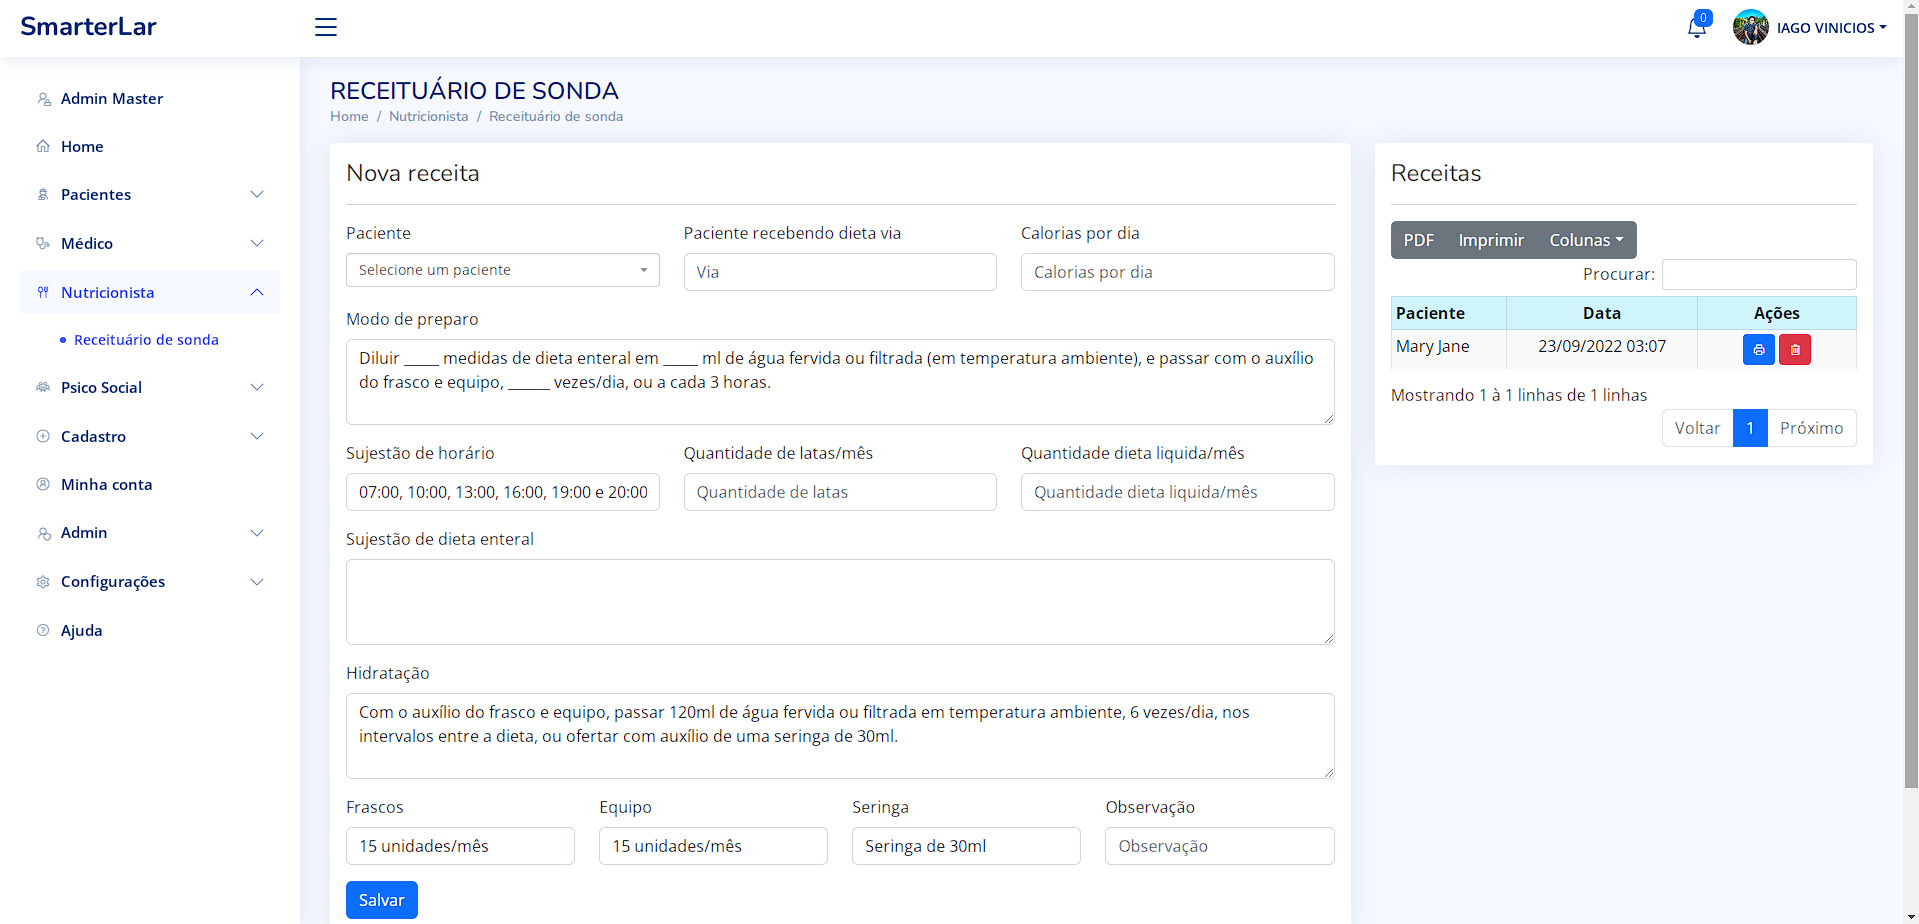 SmarterLar
0
IAGO VINICIOS
Admin Master
Home
Pacientes
Médico
Nutricionista
Receituário de sonda
Psico Social
Cadastro
Minha conta
Admin
Configurações
Ajuda
RECEITUÁRIO DE SONDA
Home / Nutricionista / Receituário de sonda
Nova receita
Paciente
Paciente recebendo dieta via
Calorias por dia
Selecione um paciente
Via
Calorias por dia
Modo de preparo
Diluir _____ medidas de dieta enteral em _____ ml de água fervida ou filtrada (em temperatura ambiente), e passar com o auxílio
do frasco e equipo, ______ vezes/dia, ou a cada 3 horas.
Sujestão de horário
Quantidade de latas/mês
Quantidade dieta liquida/mês
07:00, 10:00, 13:00, 16:00, 19:00 e 20:00
Quantidade de latas
Quantidade dieta liquida/mês
Sujestão de dieta enteral
Hidratação
Com o auxílio do frasco e equipo, passar 120ml de água fervida ou filtrada em temperatura ambiente, 6 vezes/dia, nos
intervalos entre a dieta, ou ofertar com auxílio de uma seringa de 30ml.
Frascos
Equipo
Seringa
Observação
15 unidades/mês
15 unidades/mês
Seringa de 30ml
Observação
Salvar
Receitas
PDF
Imprimir
Colunas
Procurar:
Paciente
Data
Ações
Mary Jane
23/09/2022 03:07
Mostrando 1 à 1 linhas de 1 linhas
Voltar
1
Próximo